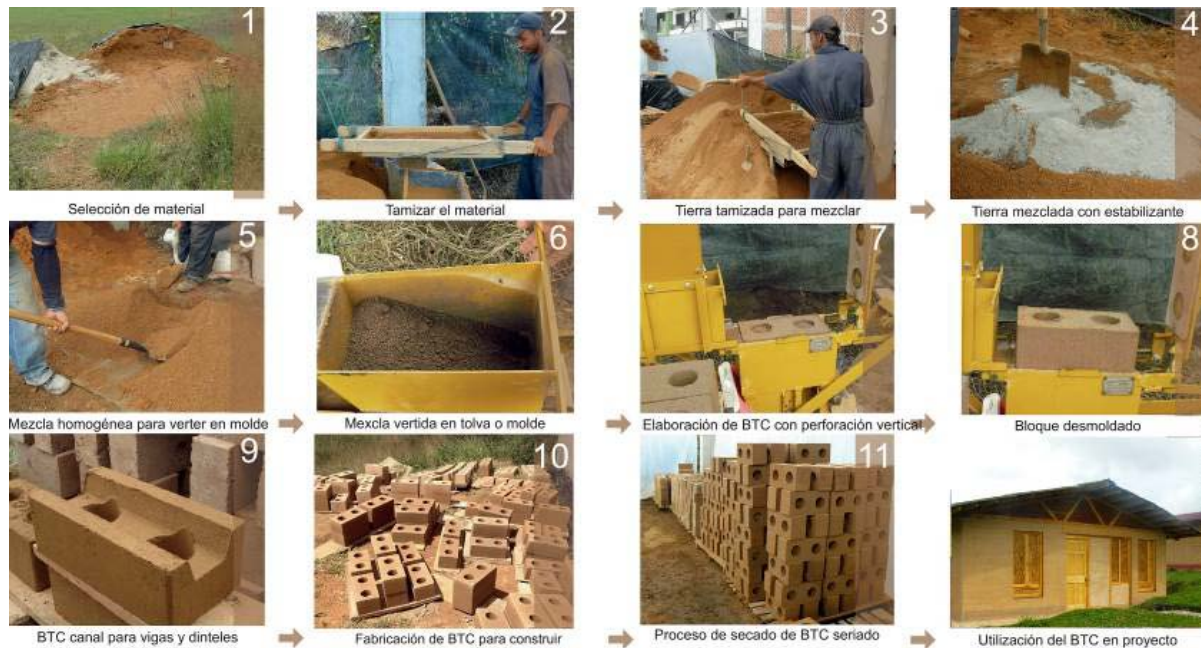 1
2
3
4
Selección de material
Tamizar el material
Tierra tamizada para mezclar
Tierra mezclada con estabilizante
5
6
7
8
Mezcla homogénea para verter en molde
Mexcla vertida en tolva o molde
Elaboración de BTC con perforación vertical
Bloque desmoldado
9
10
11
BTC canal para vigas y dinteles
Fabricación de BTC para construir
Proceso de secado de BTC seriado
Utilización del BTC en proyecto